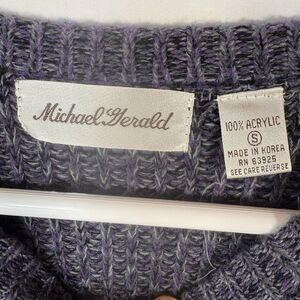 Michael Gerald
100% ACRYLIC
S
MADE IN KOREA
RN 63925
SEE CARE REVERSE